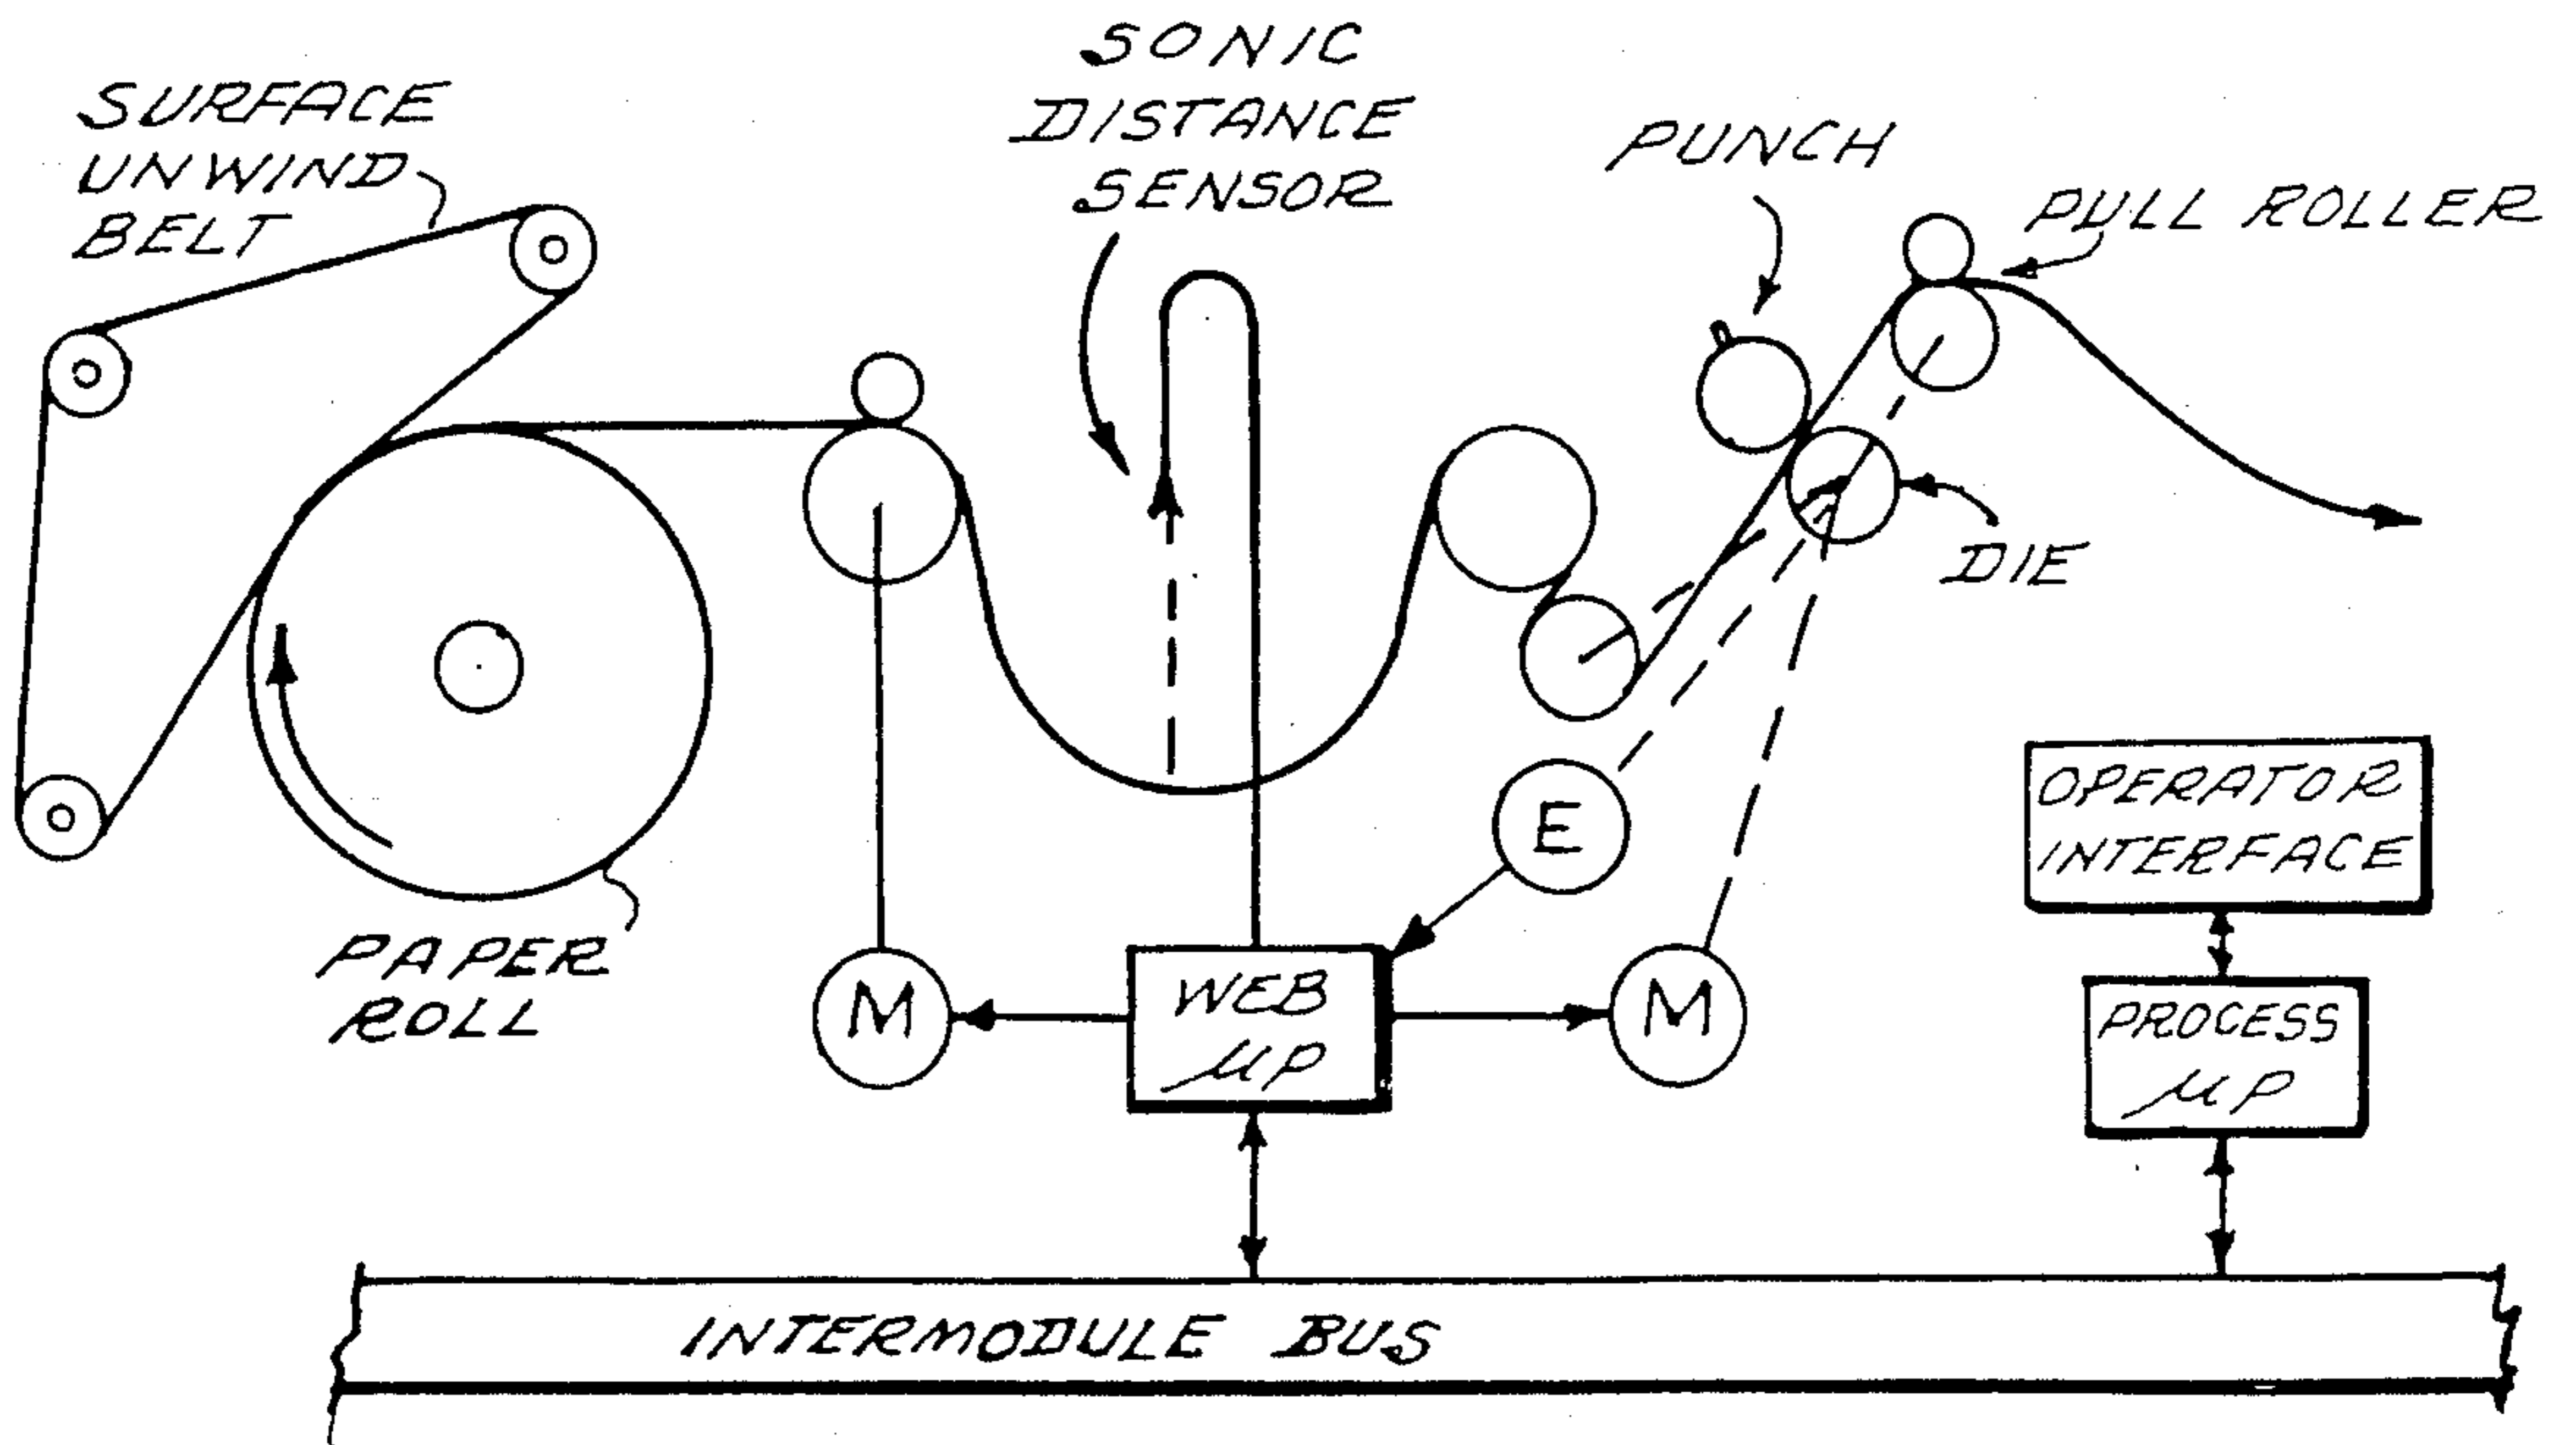 SONIC
DISTANCE
SENSOR
SURFACE
UNWIND
BELT
PUNCH
PULL ROLLER
DIE
PAPER
ROLL
E
M
WEB
μP
M
OPERATOR
INTERFACE
PROCESS
μP
INTERMODULE BUS